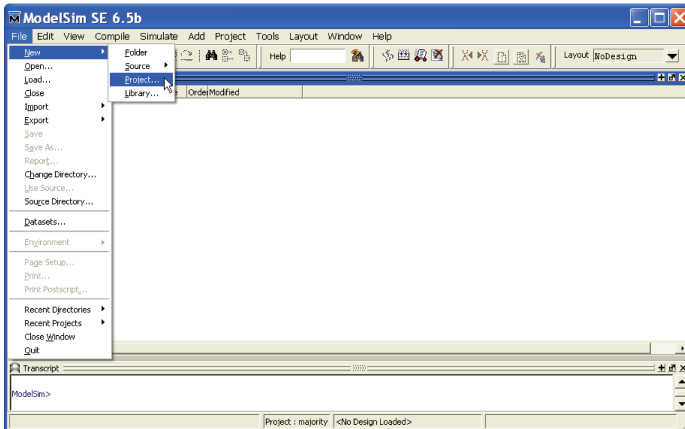 ModelSim SE 6.5b
File Edit View Compile Simulate Add Project Tools Layout Window Help
New
Folder
Help
Layout NoDesign
Open...
Source
Load...
Project...
Close
Library...
Order Modified
Import
Export
Save
Save As...
Report...
Change Directory...
Use Source...
Source Directory...
Datasets...
Environment
Page Setup...
Print...
Print Postscript...
Recent Directories
Recent Projects
Close Window
Quit
Transcript
ModelSim>
Project : majority <No Design Loaded>